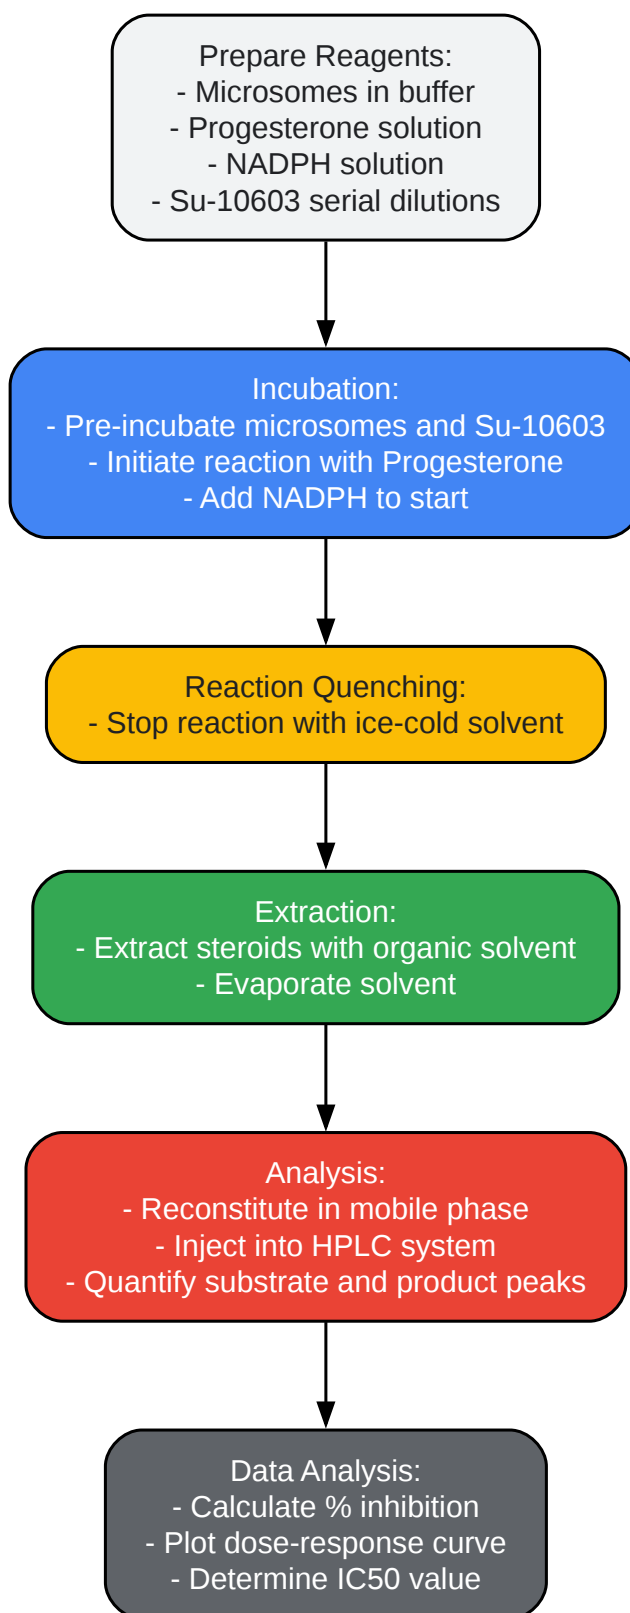 Prepare Reagents:
- Microsomes in buffer
- Progesterone solution
- NADPH solution
- Su-10603 serial dilutions
Incubation:
- Pre-incubate microsomes and Su-10603
- Initiate reaction with Progesterone
- Add NADPH to start
Reaction Quenching:
- Stop reaction with ice-cold solvent
Extraction:
- Extract steroids with organic solvent
- Evaporate solvent
Analysis:
- Reconstitute in mobile phase
- Inject into HPLC system
- Quantify substrate and product peaks
Data Analysis:
- Calculate % inhibition
- Plot dose-response curve
- Determine IC50 value